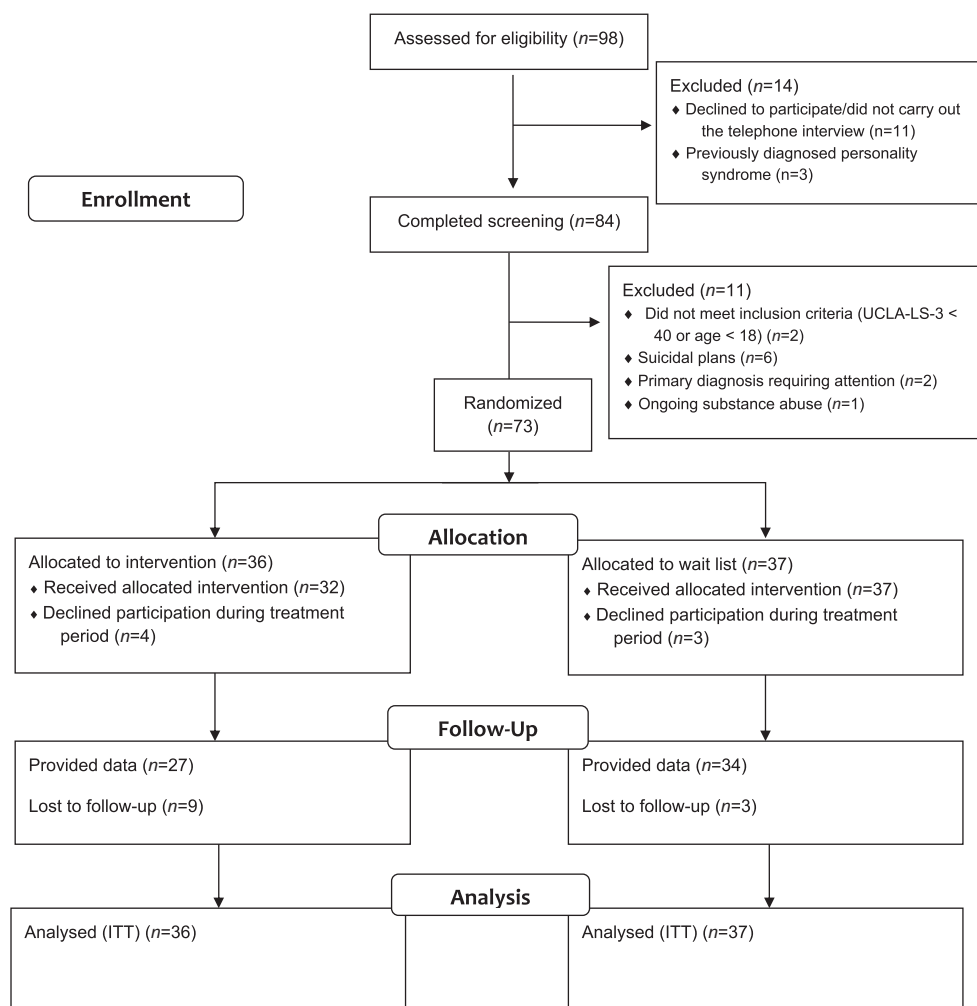 Assessed for eligibility (n=98)
Excluded (n=14)
♦ Declined to participate/did not carry out
the telephone interview (n=11)
♦ Previously diagnosed personality
syndrome (n=3)
Enrollment
Completed screening (n=84)
Excluded (n=11)
♦ Did not meet inclusion criteria (UCLA-LS-3 <
40 or age < 18) (n=2)
♦ Suicidal plans (n=6)
♦ Primary diagnosis requiring attention (n=2)
♦ Ongoing substance abuse (n=1)
Randomized
(n=73)
Allocation
Allocated to intervention (n=36)
♦ Received allocated intervention (n=32)
♦ Declined participation during treatment
period (n=4)
Allocated to wait list (n=37)
♦ Received allocated intervention (n=37)
♦ Declined participation during treatment
period (n=3)
Follow-Up
Provided data (n=27)
Lost to follow-up (n=9)
Provided data (n=34)
Lost to follow-up (n=3)
Analysis
Analysed (ITT) (n=36)
Analysed (ITT) (n=37)